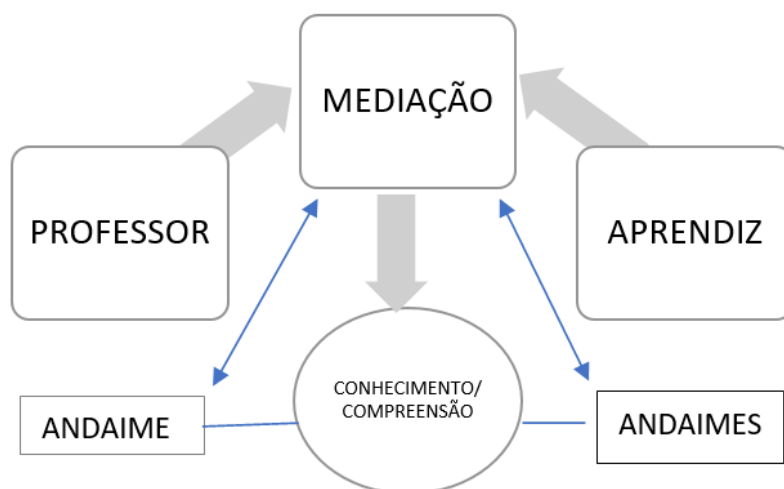 MEDIAÇÃO
PROFESSOR
APRENDIZ
CONHECIMENTO/
COMPREENSÃO
ANDAIME
ANDAIMES